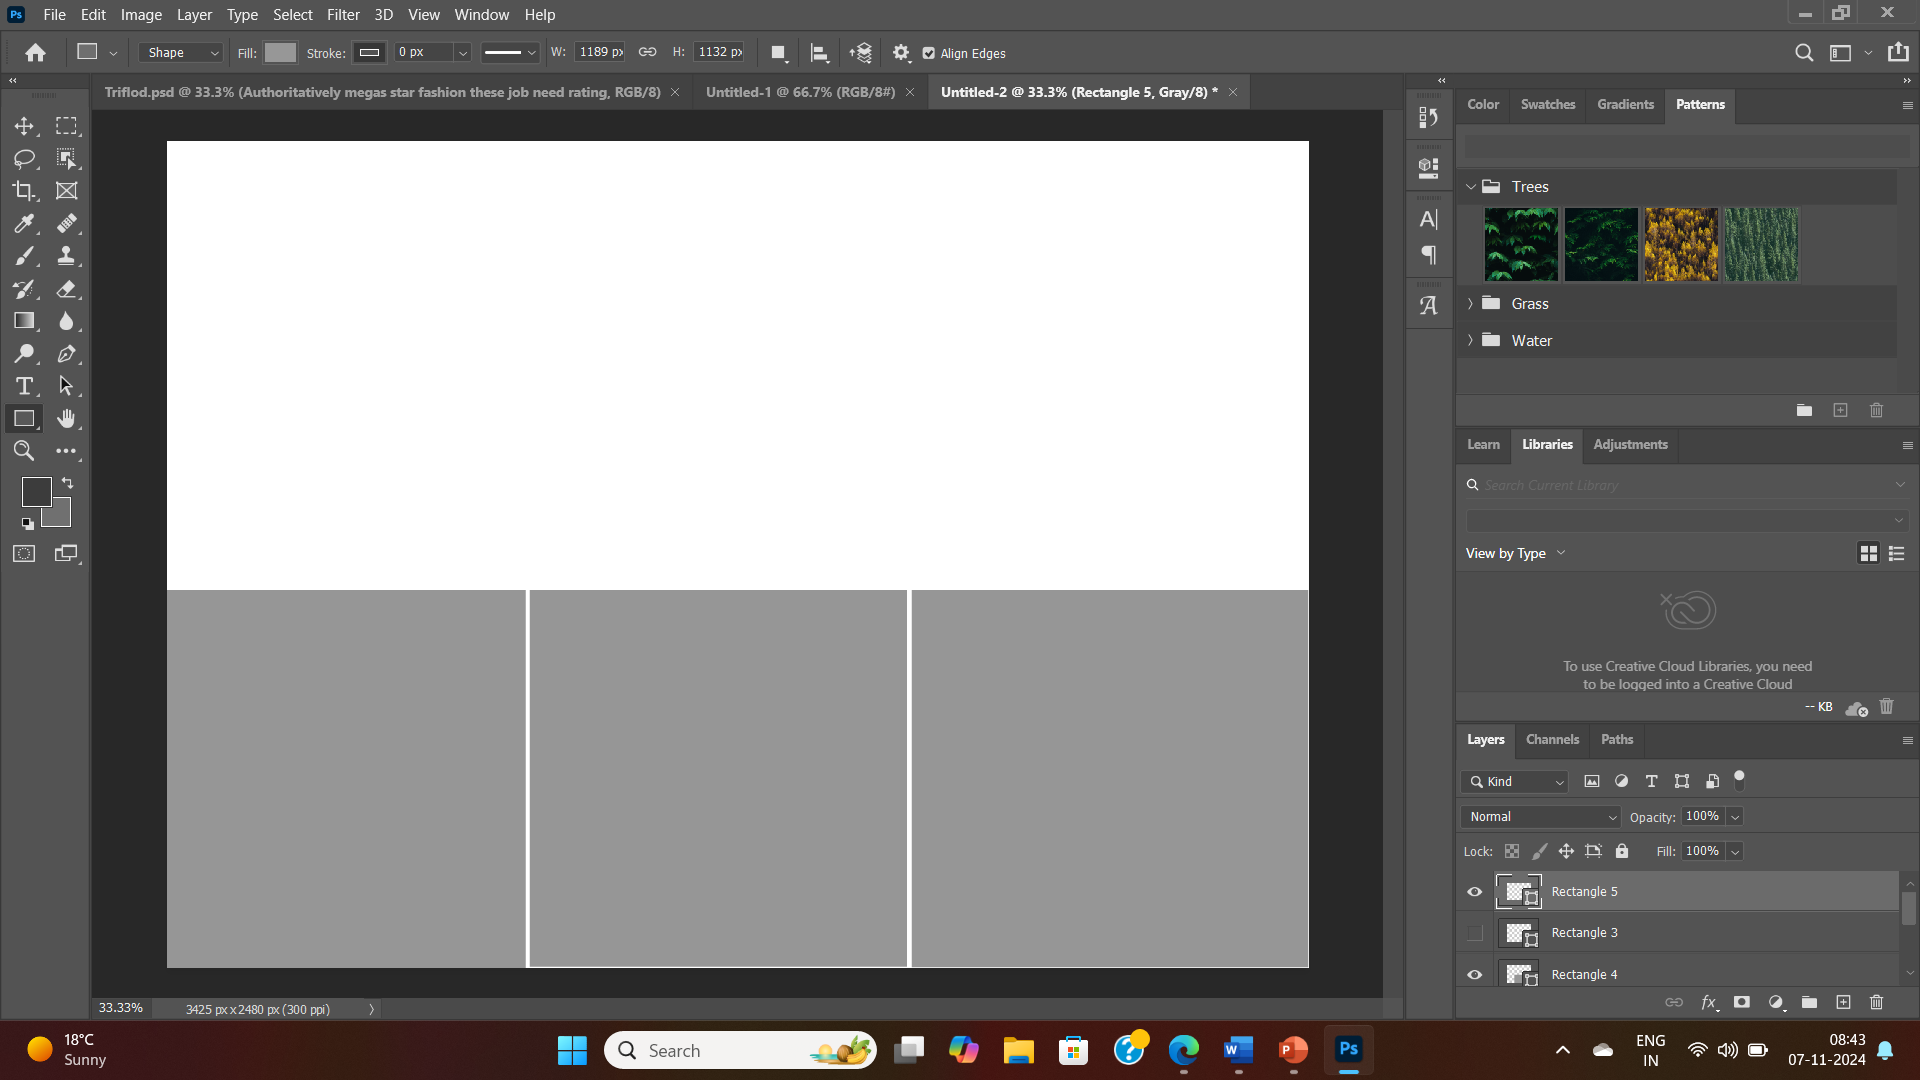 Ps File Edit Image Layer Type Select Filter 3D View Window Help
Shape Fill: Stroke: 0 px W: 1189 px H: 1132 px Align Edges
Triflod.psd @ 33.3% (Authoritatively megas star fashion these job need rating, RGB/8) Untitled-1 @ 66.7% (RGB/8#) Untitled-2 @ 33.3% (Rectangle 5, Gray/8) *
Color Swatches Gradients Patterns
Trees
Grass
Water
Learn Libraries Adjustments
Search Current Library
View by Type
To use Creative Cloud Libraries, you need
to be logged into a Creative Cloud
-- KB
Layers Channels Paths
Kind
Normal Opacity: 100%
Lock: Fill: 100%
Rectangle 5
Rectangle 3
Rectangle 4
fx
33.33% 3425 px x 2480 px (300 ppi)
18°C
Sunny
Search
W
P
Ps
ENG
IN
08:43
07-11-2024